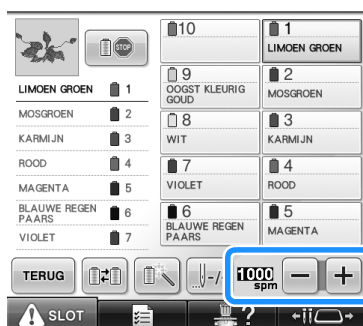 STOP
LIMOEN GROEN 1
MOSGROEN 2
KARMIJN 3
ROOD 4
MAGENTA 5
BLAUWE REGEN
PAARS 6
VIOLET 7
10
1
LIMOEN GROEN
9
OOGST KLEURIG
GOUD
2
MOSGROEN
8
WIT
3
KARMIJN
7
VIOLET
4
ROOD
6
BLAUWE REGEN
PAARS
5
MAGENTA
TERUG
1000
spm
- +
SLOT
?